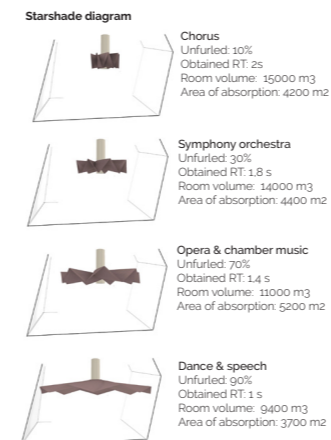 Starshade diagram
Chorus
Unfurled: 10%
Obtained RT: 2s
Room volume: 15000 m3
Area of absorption: 4200 m2
Symphony orchestra
Unfurled: 30%
Obtained RT: 1,8 s
Room volume: 14000 m3
Area of absorption: 4400 m2
Opera & chamber music
Unfurled: 70%
Obtained RT: 1,4 s
Room volume: 11000 m3
Area of absorption: 5200 m2
Dance & speech
Unfurled: 90%
Obtained RT: 1 s
Room volume: 9400 m3
Area of absorption: 3700 m2